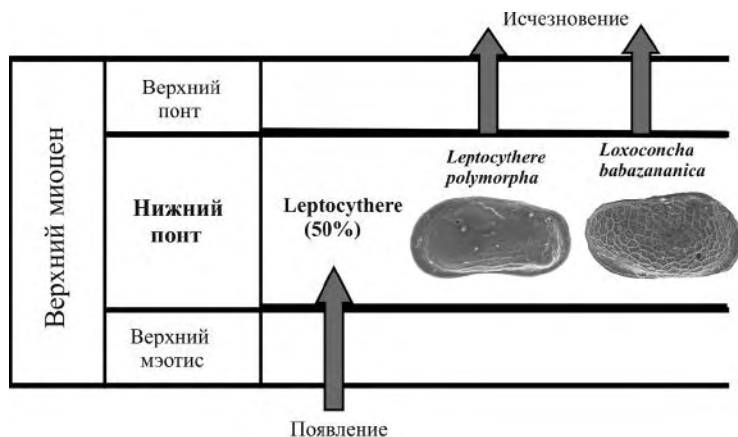 Исчезновение
Верхний миоцен
Верхний
понт
Нижний
понт
Leptocythere
(50%)
Leptocythere
polymorpha
Loxoconcha
babazananica
Верхний
мэотис
Появление